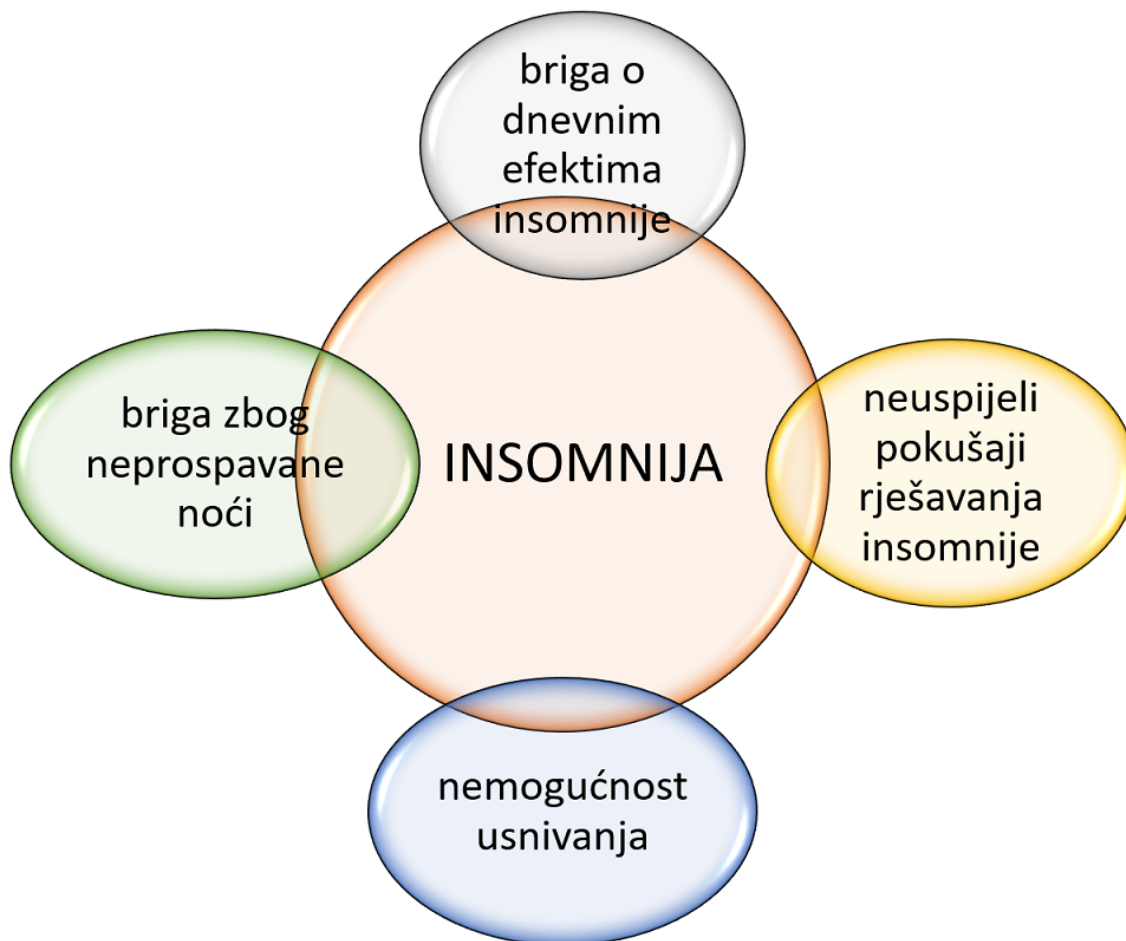 briga o
dnevnim
efektima
insomnije
briga zbog
neprospavane
noći
INSOMNIJA
neuspijeli
pokušaji
rješavanja
insomnije
nemogućnost
usnivanja